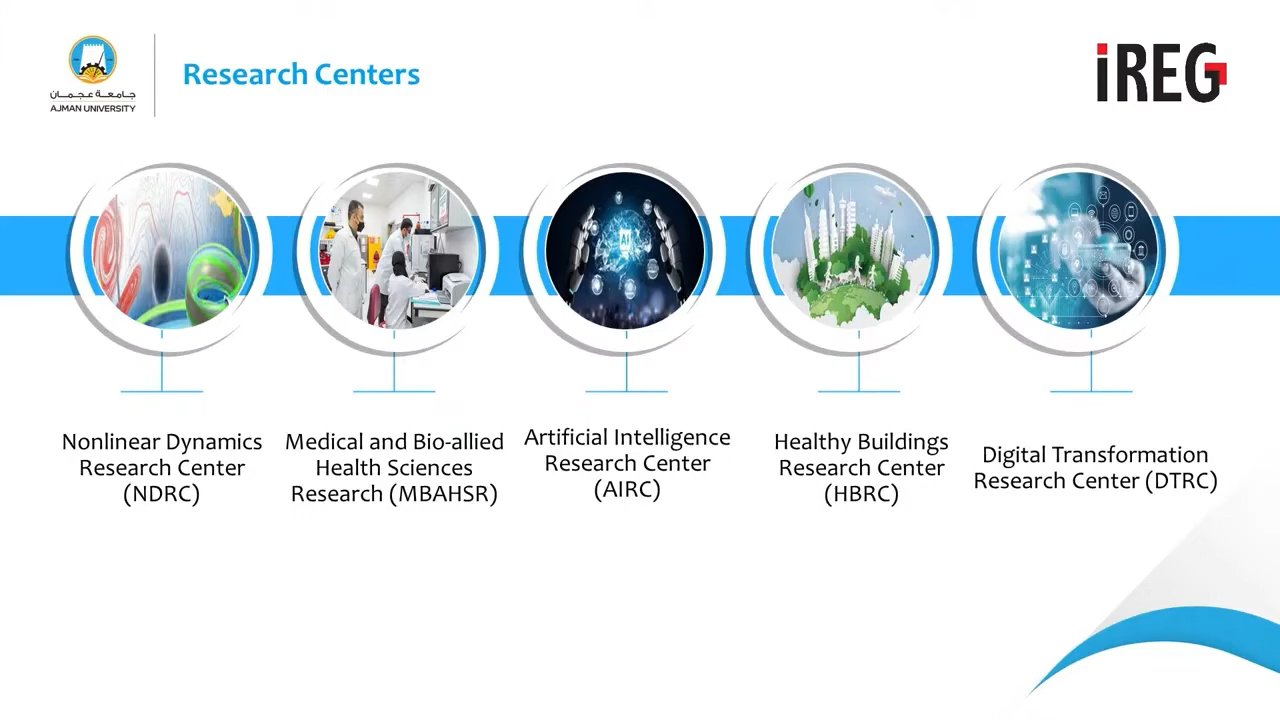 جامعة عجمان
AJMAN UNIVERSITY
Research Centers
iREG
AI
Nonlinear Dynamics
Research Center
(NDRC)
Medical and Bio-allied
Health Sciences
Research (MBAHSR)
Artificial Intelligence
Research Center
(AIRC)
Healthy Buildings
Research Center
(HBRC)
Digital Transformation
Research Center (DTRC)